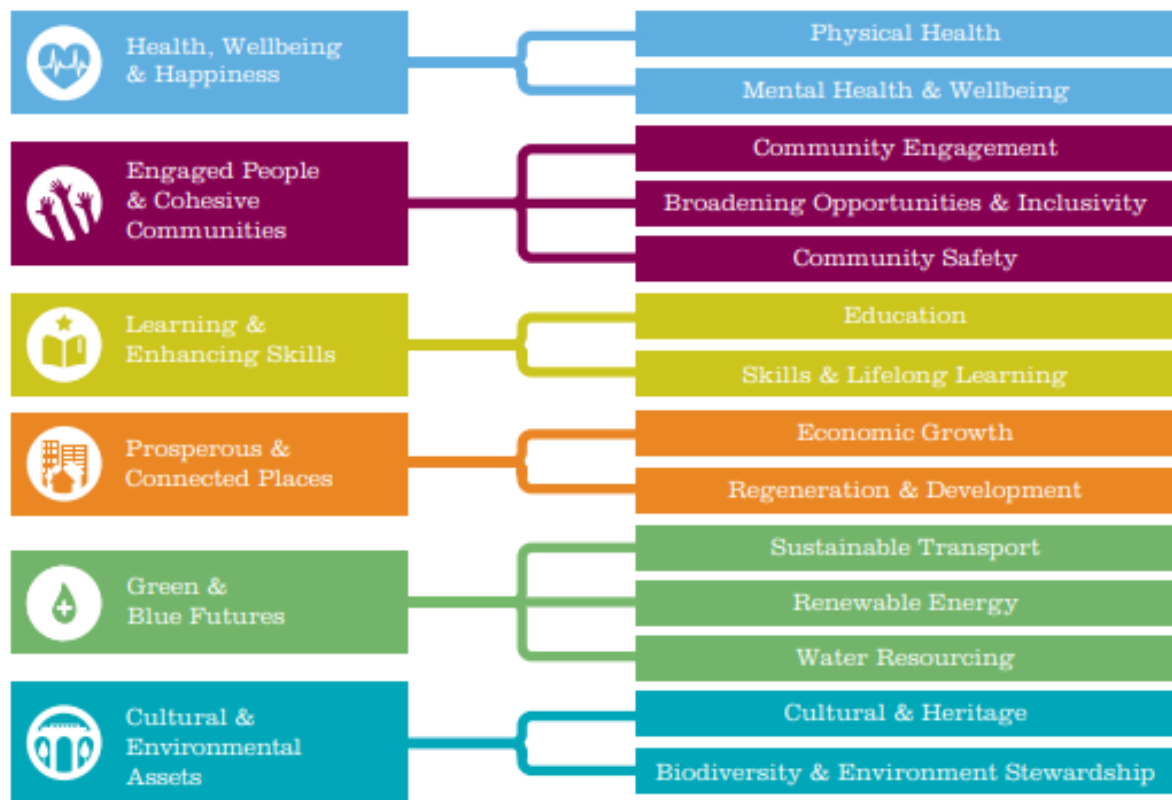 Health, Wellbeing
& Happiness
Physical Health
Mental Health & Wellbeing
Engaged People
& Cohesive
Communities
Community Engagement
Broadening Opportunities & Inclusivity
Community Safety
Learning &
Enhancing Skills
Education
Skills & Lifelong Learning
Prosperous &
Connected Places
Economic Growth
Regeneration & Development
Green &
Blue Futures
Sustainable Transport
Renewable Energy
Water Resourcing
Cultural &
Environmental
Assets
Cultural & Heritage
Biodiversity & Environment Stewardship